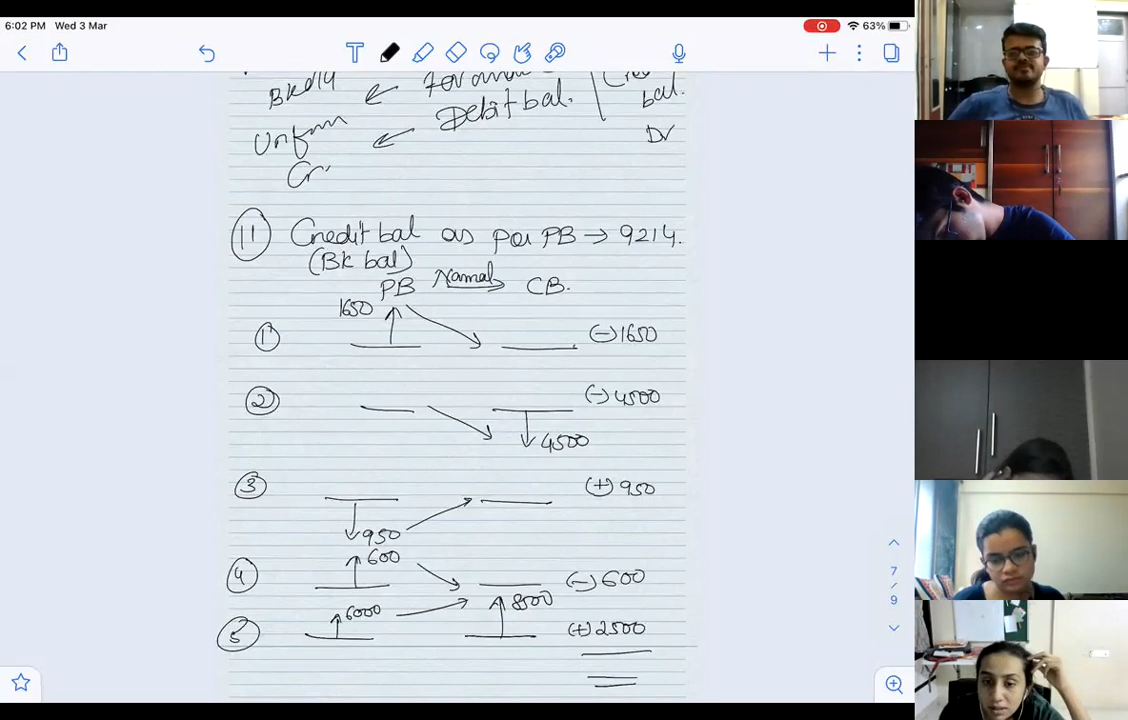 6:02 PM Wed 3 Mar
63%
T
Debit bal.
bal.
Dr
Cr.
11 Credit bal as per PB → 9214.
(Bk bal)
PB Normal CB.
1650
1 (-) 1650
2 (-) 4500
4500
3 (+) 950
950
600
4 (-) 600
6000 8500
5 (+) 2500
7
/
9